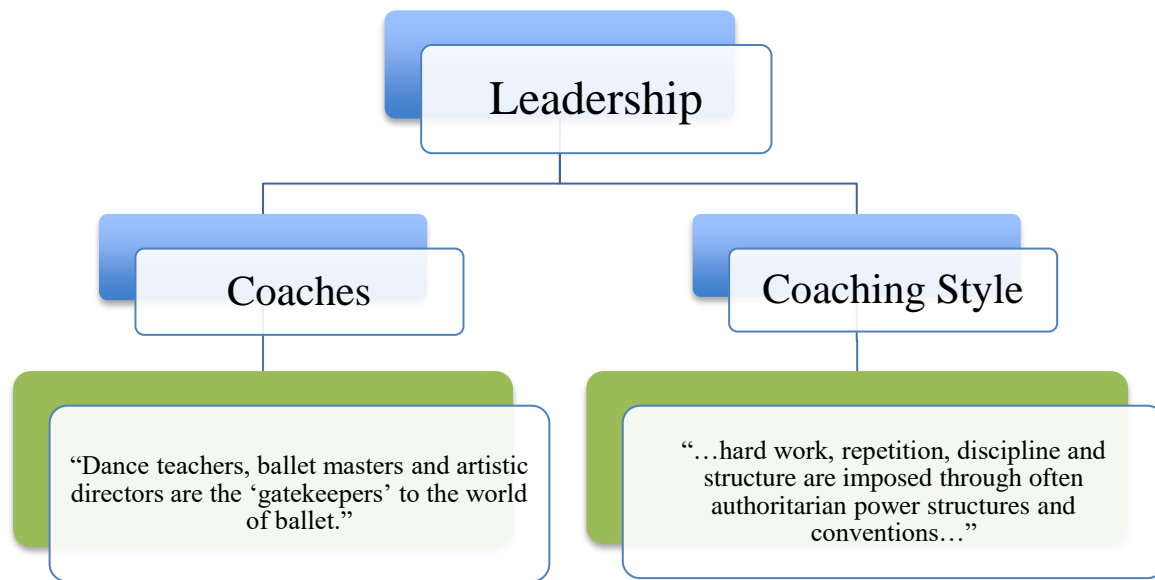 Leadership
Coaches
Coaching Style
“Dance teachers, ballet masters and artistic
directors are the ‘gatekeepers’ to the world
of ballet.”
“…hard work, repetition, discipline and
structure are imposed through often
authoritarian power structures and
conventions…”